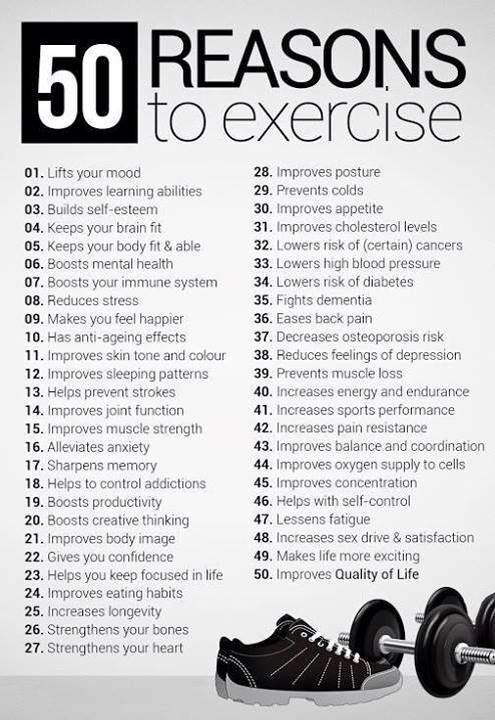 50 REASONS
to exercise
01. Lifts your mood
02. Improves learning abilities
03. Builds self-esteem
04. Keeps your brain fit
05. Keeps your body fit & able
06. Boosts mental health
07. Boosts your immune system
08. Reduces stress
09. Makes you feel happier
10. Has anti-ageing effects
11. Improves skin tone and colour
12. Improves sleeping patterns
13. Helps prevent strokes
14. Improves joint function
15. Improves muscle strength
16. Alleviates anxiety
17. Sharpens memory
18. Helps to control addictions
19. Boosts productivity
20. Boosts creative thinking
21. Improves body image
22. Gives you confidence
23. Helps you keep focused in life
24. Improves eating habits
25. Increases longevity
26. Strengthens your bones
27. Strengthens your heart
28. Improves posture
29. Prevents colds
30. Improves appetite
31. Improves cholesterol levels
32. Lowers risk of (certain) cancers
33. Lowers high blood pressure
34. Lowers risk of diabetes
35. Fights dementia
36. Eases back pain
37. Decreases osteoporosis risk
38. Reduces feelings of depression
39. Prevents muscle loss
40. Increases energy and endurance
41. Increases sports performance
42. Increases pain resistance
43. Improves balance and coordination
44. Improves oxygen supply to cells
45. Improves concentration
46. Helps with self-control
47. Lessens fatigue
48. Increases sex drive & satisfaction
49. Makes life more exciting
50. Improves Quality of Life